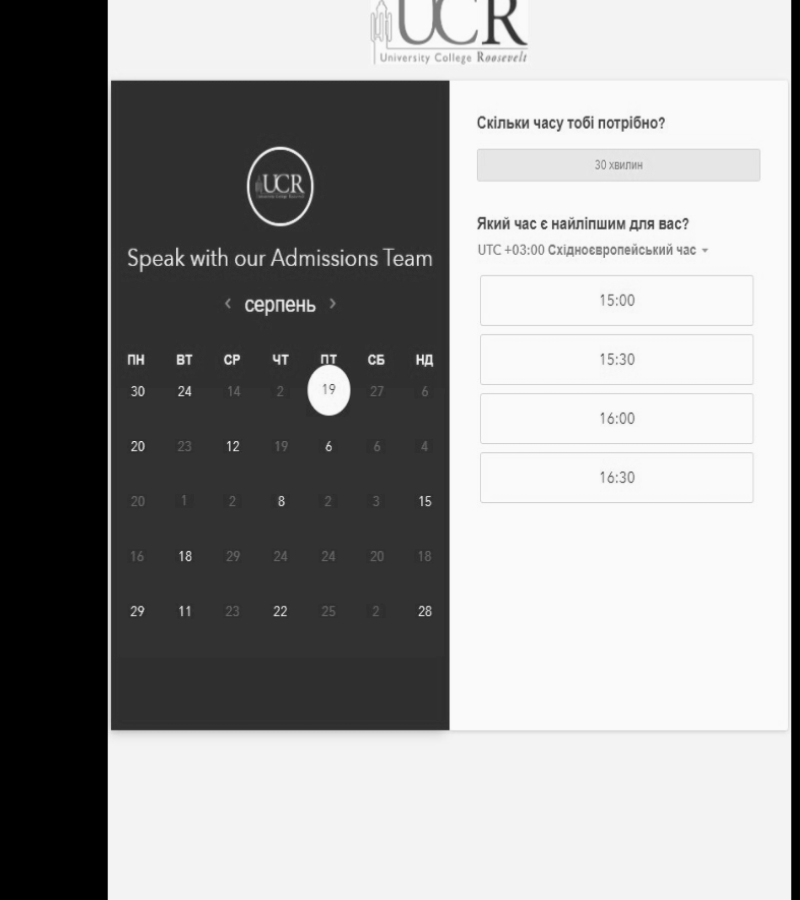 UCR
University College Roosevelt
UCR
Speak with our Admissions Team
‹ серпень ›
ПН ВТ СР ЧТ ПТ СБ НД
30 24 14 2 19 27 6
20 23 12 19 6 6 4
20 1 2 8 2 3 15
16 18 29 24 24 20 18
29 11 23 22 25 2 28
Скільки часу тобі потрібно?
30 хвилин
Який час є найліпшим для вас?
UTC +03:00 Східноєвропейський час
15:00
15:30
16:00
16:30